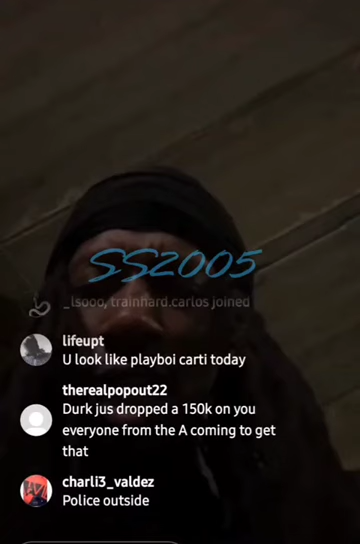 SS2005
_lsooo, trainhard.carlos joined
lifeupt
U look like playboi carti today
therealpopout22
Durk jus dropped a 150k on you
everyone from the A coming to get
that
charli3_valdez
Police outside